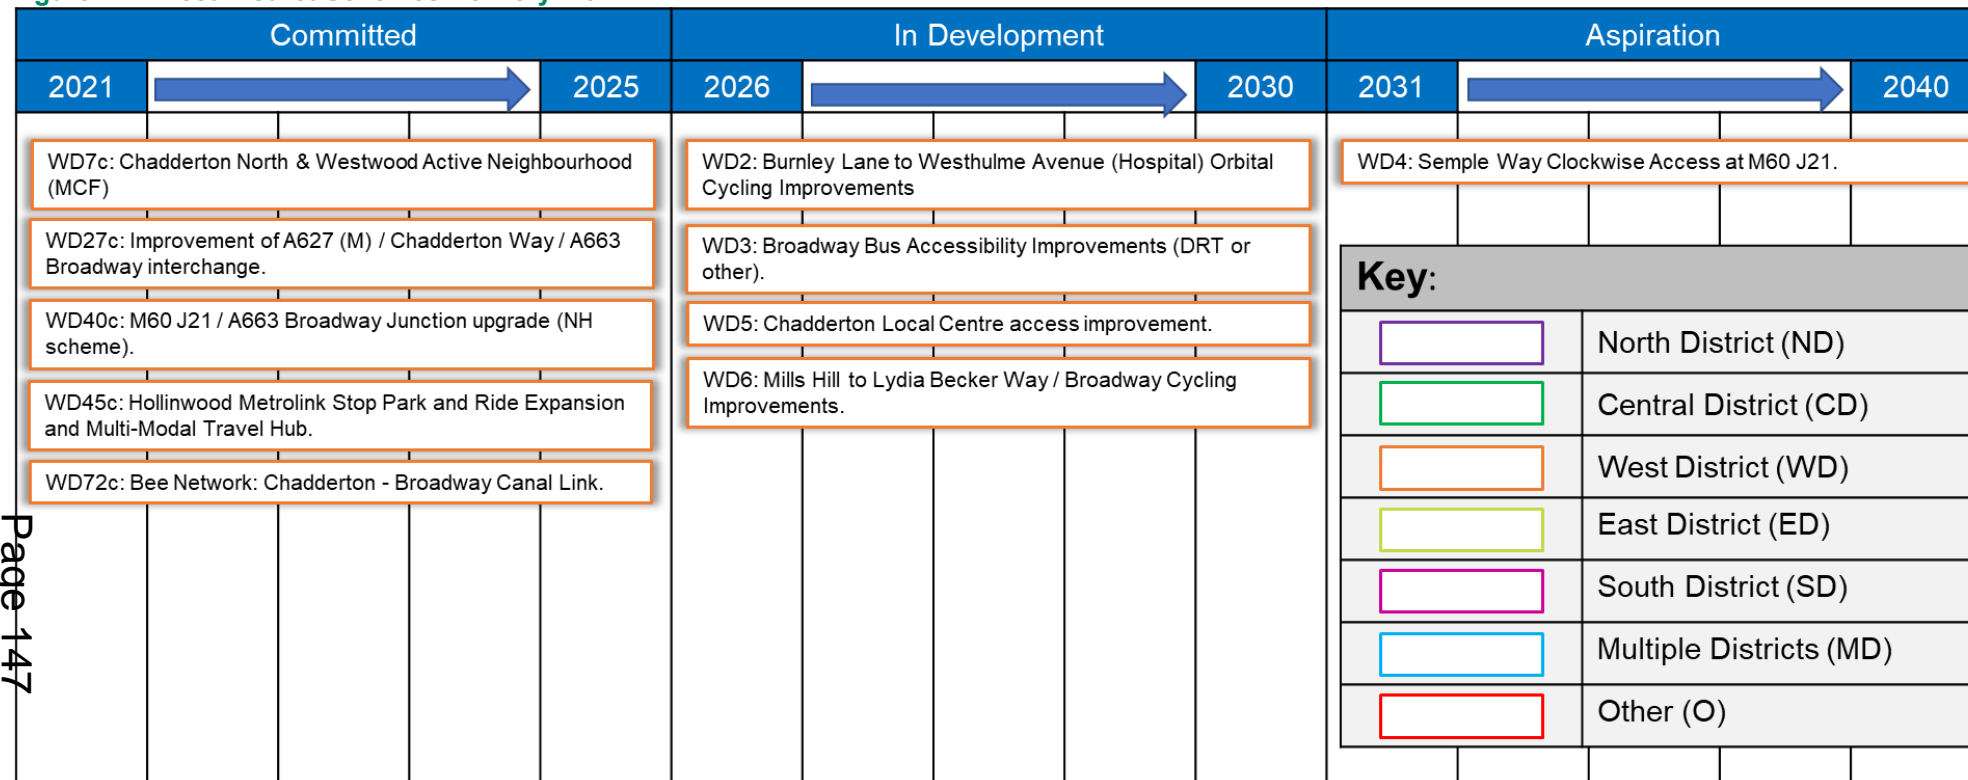 Committed
In Development
Aspiration
2021
2025
2026
2030
2031
2040
WD7c: Chadderton North & Westwood Active Neighbourhood
(MCF)
WD27c: Improvement of A627 (M) / Chadderton Way / A663
Broadway interchange.
WD40c: M60 J21 / A663 Broadway Junction upgrade (NH
scheme).
WD45c: Hollinwood Metrolink Stop Park and Ride Expansion
and Multi-Modal Travel Hub.
WD72c: Bee Network: Chadderton - Broadway Canal Link.
WD2: Burnley Lane to Westhulme Avenue (Hospital) Orbital
Cycling Improvements
WD3: Broadway Bus Accessibility Improvements (DRT or
other).
WD5: Chadderton Local Centre access improvement.
WD6: Mills Hill to Lydia Becker Way / Broadway Cycling
Improvements.
WD4: Semple Way Clockwise Access at M60 J21.
Key:
North District (ND)
Central District (CD)
West District (WD)
East District (ED)
South District (SD)
Multiple Districts (MD)
Other (O)
Page 147